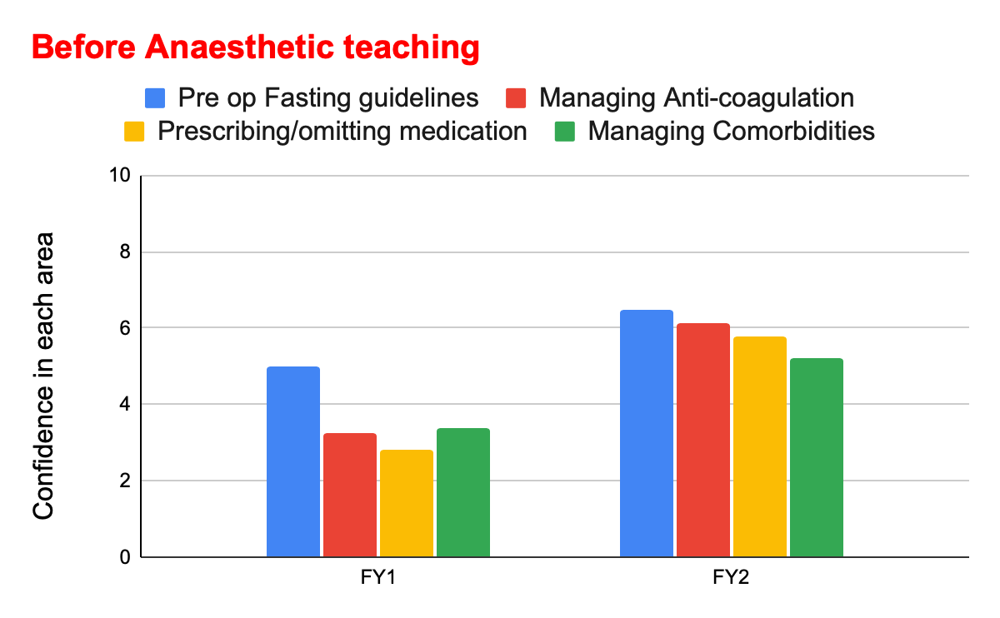 Before Anaesthetic teaching
Pre op Fasting guidelines Managing Anti-coagulation
Prescribing/omitting medication Managing Comorbidities
Confidence in each area
10
8
6
4
2
0
FY1 FY2